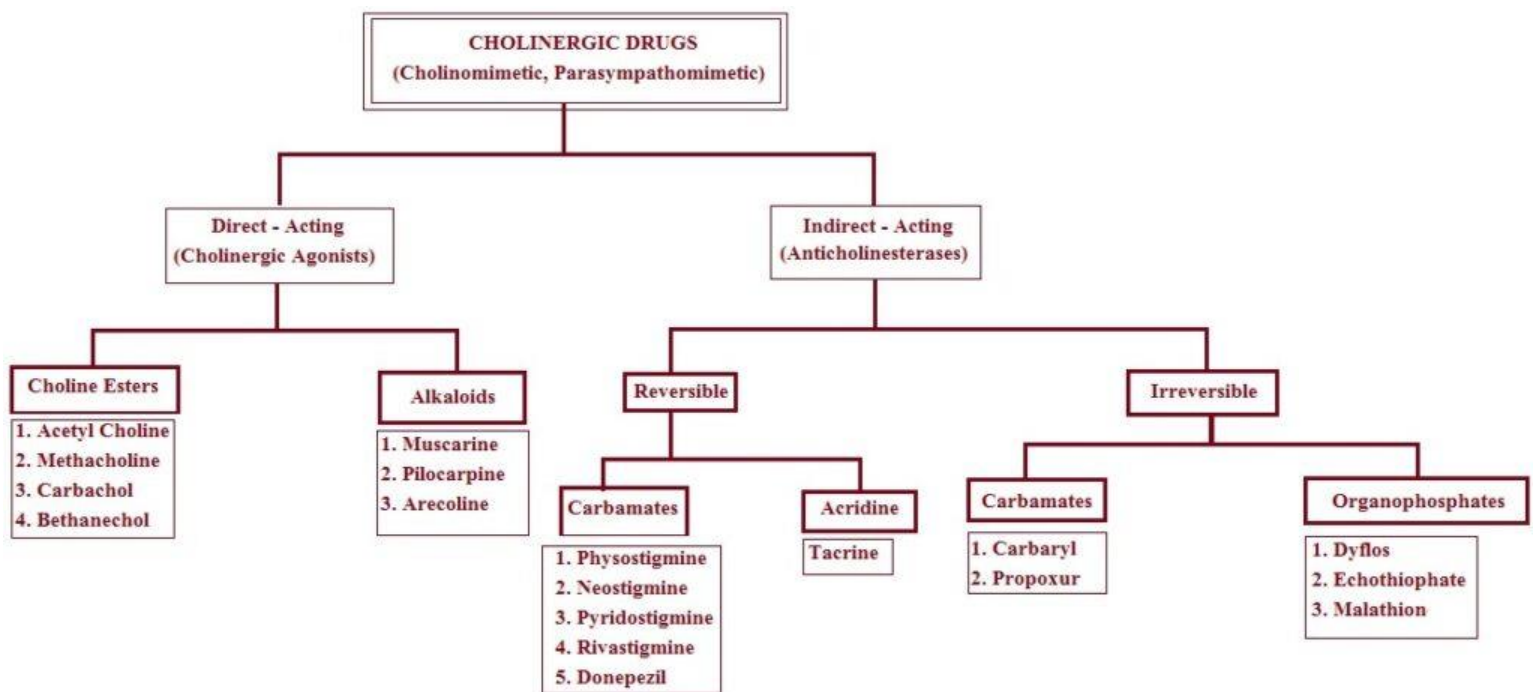 CHOLINERGIC DRUGS
(Cholinomimetic, Parasympathomimetic)
Direct - Acting
(Cholinergic Agonists)
Indirect - Acting
(Anticholinesterases)
Choline Esters
1. Acetyl Choline
2. Methacholine
3. Carbachol
4. Bethanechol
Alkaloids
1. Muscarine
2. Pilocarpine
3. Arecoline
Reversible
Carbamates
1. Physostigmine
2. Neostigmine
3. Pyridostigmine
4. Rivastigmine
5. Donepezil
Acridine
Tacrine
Irreversible
Carbamates
1. Carbaryl
2. Propoxur
Organophosphates
1. Dyflos
2. Echothiophate
3. Malathion